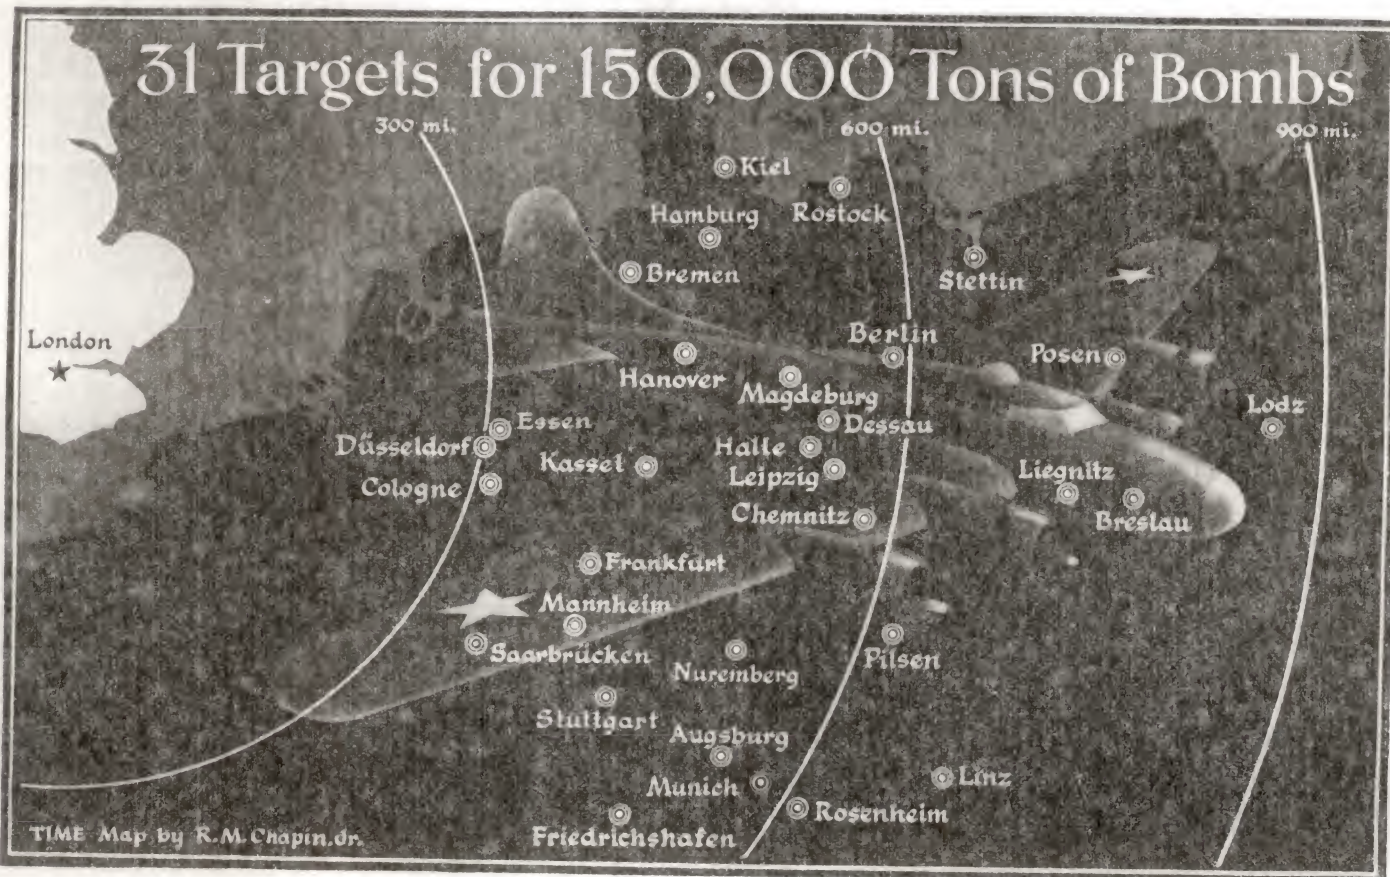 31 Targets for 150,000 Tons of Bombs
300 mi.
600 mi.
900 mi.
Kiel
Rostock
Hamburg
Bremen
Stettin
London
Berlin
Posen
Hanover
Magdeburg
Lodz
Essen
Dessau
Düsseldorf
Halle
Kassel
Leipzig
Liegnitz
Cologne
Breslau
Chemnitz
Frankfurt
Mannheim
Saarbrücken
Nuremberg
Pilsen
Stuttgart
Augsburg
Munich
Linz
Rosenheim
Friedrichshafen
TIME Map by R.M.Chapin.Jr.